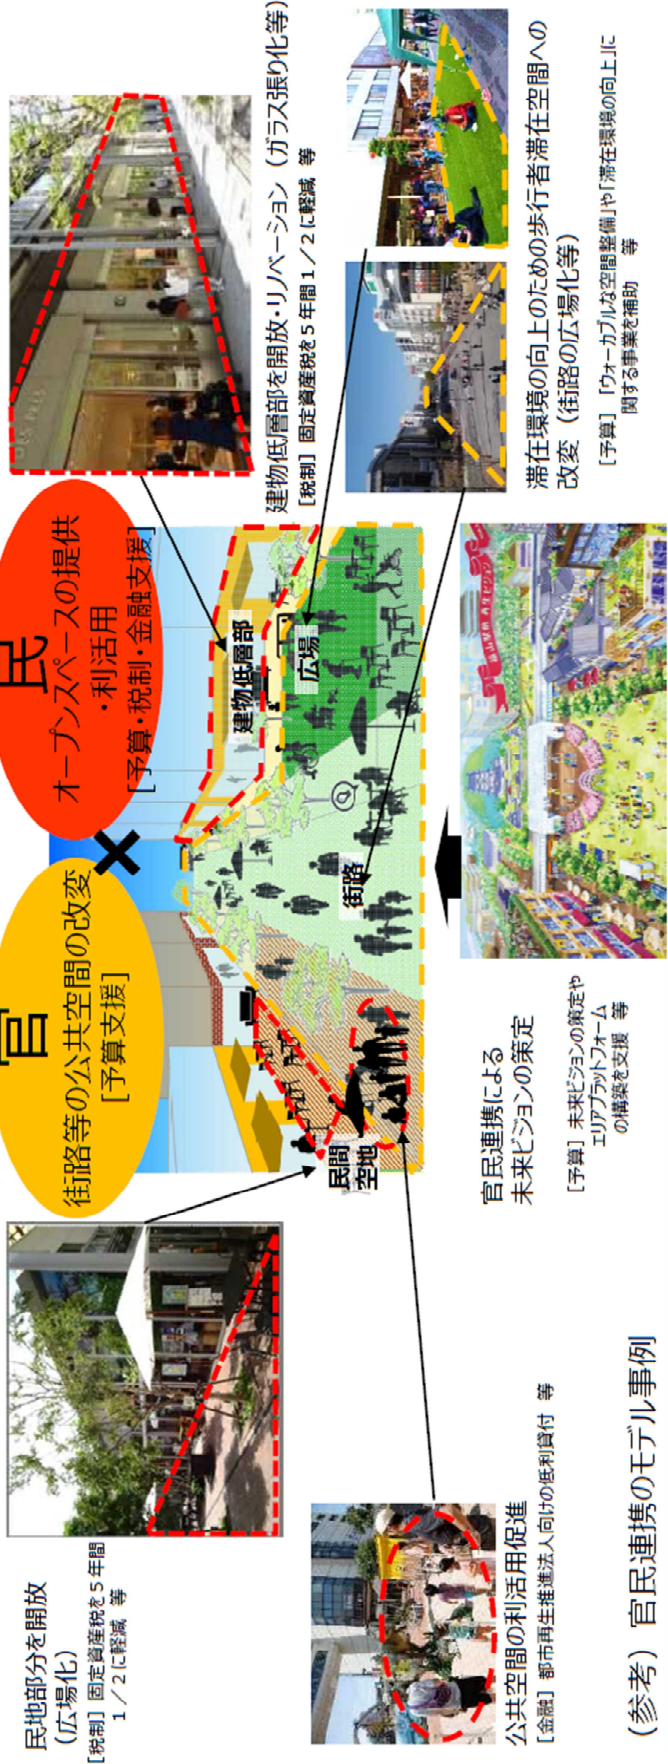 官
街路等の公共空間の改変
[予算支援]
×
民
オープンスペースの提供
・利活用
[予算・税制・金融支援]
民地部分を開放
（広場化）
[税制] 固定資産税を５年間
１／２に軽減　等
建物低層部を開放・リノベーション（ガラス張り化等）
[税制] 固定資産税を５年間１／２に軽減　等
建物低層部
広場
街路
民間
空地
公共空間の利活用促進
[金融] 都市再生推進法人向けの低利貸付　等
官民連携による
未来ビジョンの策定
[予算] 未来ビジョンの策定や
エリアプラットフォーム
の構築を支援　等
滞在環境の向上のための歩行者滞在空間への
改変（街路の広場化等）
[予算] 「ウォーカブルな空間整備」や「滞在環境の向上」に
関する事業を補助　等
（参考）官民連携のモデル事例